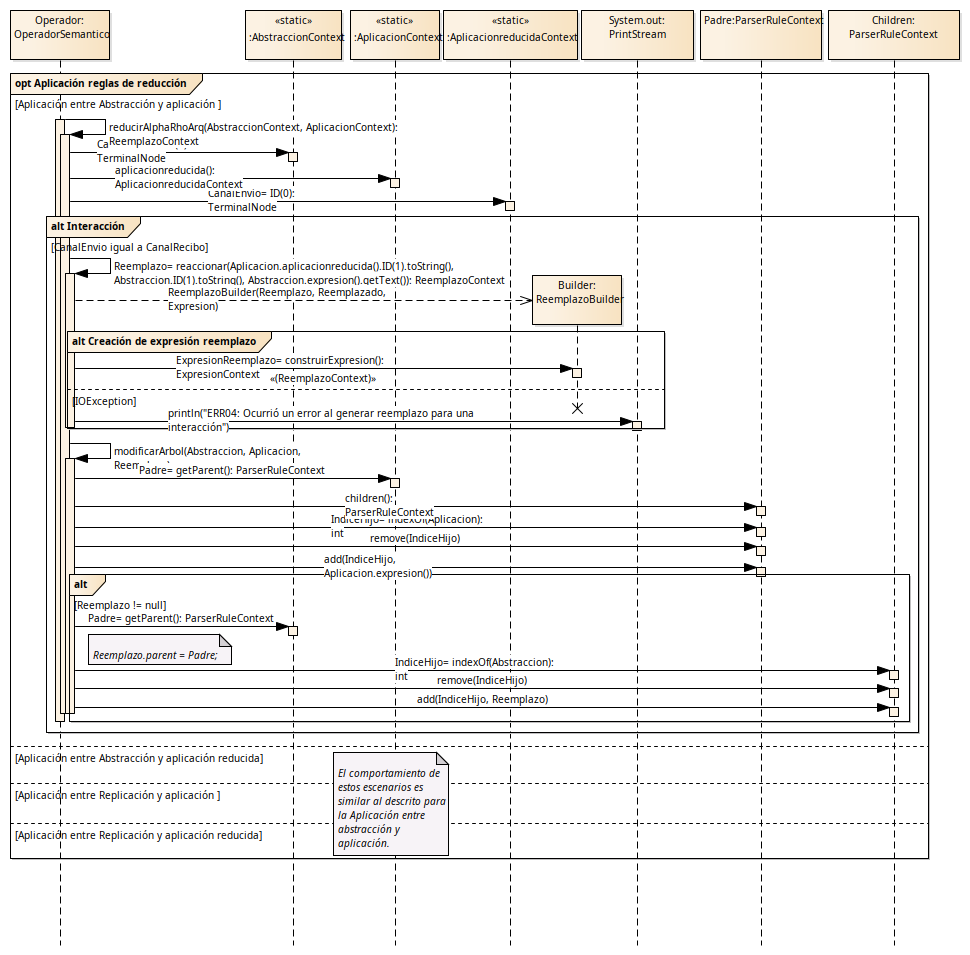 Operador:
OperadorSemantico
«static»
:AbstraccionContext
«static»
:AplicacionContext
«static»
:AplicacionreducidaContext
System.out:
PrintStream
Padre:ParserRuleContext
Children:
ParserRuleContext
opt Aplicación reglas de reducción
[Aplicación entre Abstracción y aplicación ]
reducirAlphaRhoArq(AbstraccionContext, AplicacionContext):
ReemplazoContext
TerminalNode
aplicacionreducida():
AplicacionreducidaContext
CanalEnvio= ID(0):
TerminalNode
alt Interacción
[CanalEnvio igual a CanalRecibo]
Reemplazo= reaccionar(Aplicacion.aplicacionreducida().ID(1).toString(),
Abstraccion.ID(1).toString(), Abstraccion.expresion().getText()): ReemplazoContext
Builder:
ReemplazoBuilder
ReemplazoBuilder(Reemplazo, Reemplazado,
Expresion)
alt Creación de expresión reemplazo
ExpresionReemplazo= construirExpresion():
ExpresionContext
«(ReemplazoContext)»
[IOException]
println("ERR04: Ocurrió un error al generar reemplazo para una
interacción")
modificarArbol(Abstraccion, Aplicacion,
Padre= getParent(): ParserRuleContext
children():
ParserRuleContext
IndiceHijo= indexOf(Aplicacion):
int
remove(IndiceHijo)
add(IndiceHijo,
Aplicacion.expresion())
alt
[Reemplazo != null]
Padre= getParent(): ParserRuleContext
Reemplazo.parent = Padre;
IndiceHijo= indexOf(Abstraccion):
int
remove(IndiceHijo)
add(IndiceHijo, Reemplazo)
[Aplicación entre Abstracción y aplicación reducida]
El comportamiento de
estos escenarios es
similar al descrito para
la Aplicación entre
abstracción y
aplicación.
[Aplicación entre Replicación y aplicación ]
[Aplicación entre Replicación y aplicación reducida]